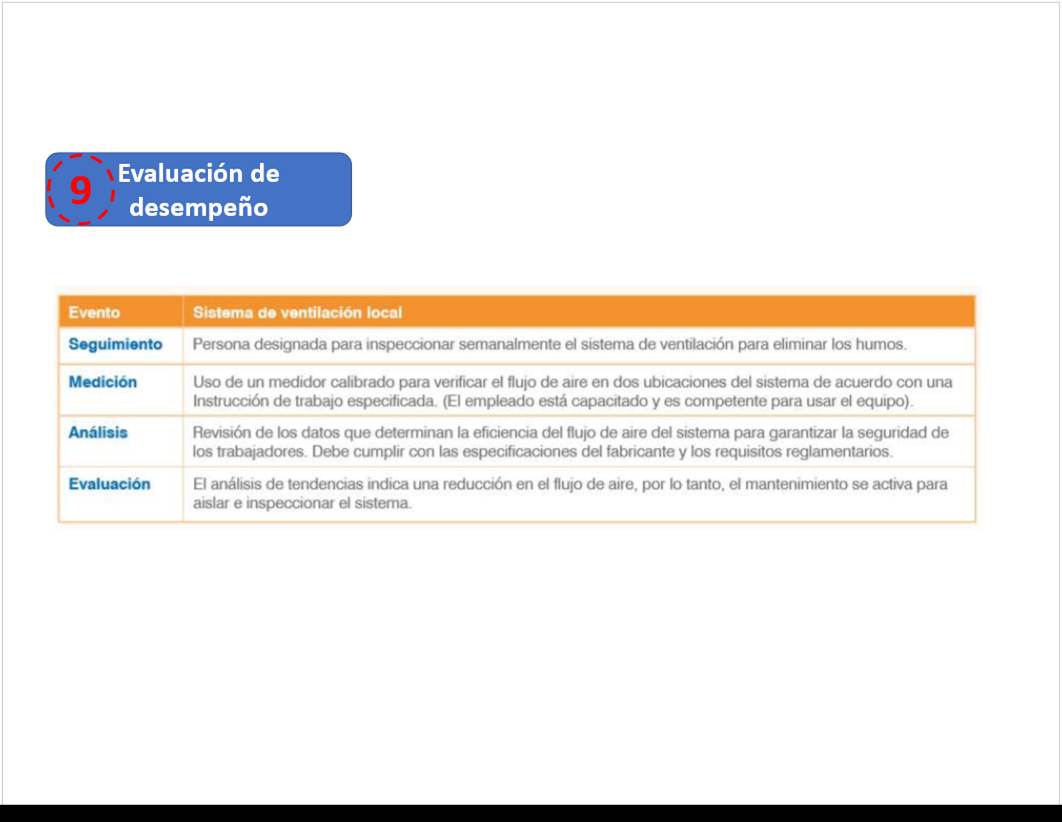 9
Evaluación de
desempeño
Evento
Sistema de ventilación local
Seguimiento
Persona designada para inspeccionar semanalmente el sistema de ventilación para eliminar los humos.
Medición
Uso de un medidor calibrado para verificar el flujo de aire en dos ubicaciones del sistema de acuerdo con una
Instrucción de trabajo especificada. (El empleado está capacitado y es competente para usar el equipo).
Análisis
Revisión de los datos que determinan la eficiencia del flujo de aire del sistema para garantizar la seguridad de
los trabajadores. Debe cumplir con las especificaciones del fabricante y los requisitos reglamentarios.
Evaluación
El análisis de tendencias indica una reducción en el flujo de aire, por lo tanto, el mantenimiento se activa para
aislar e inspeccionar el sistema.